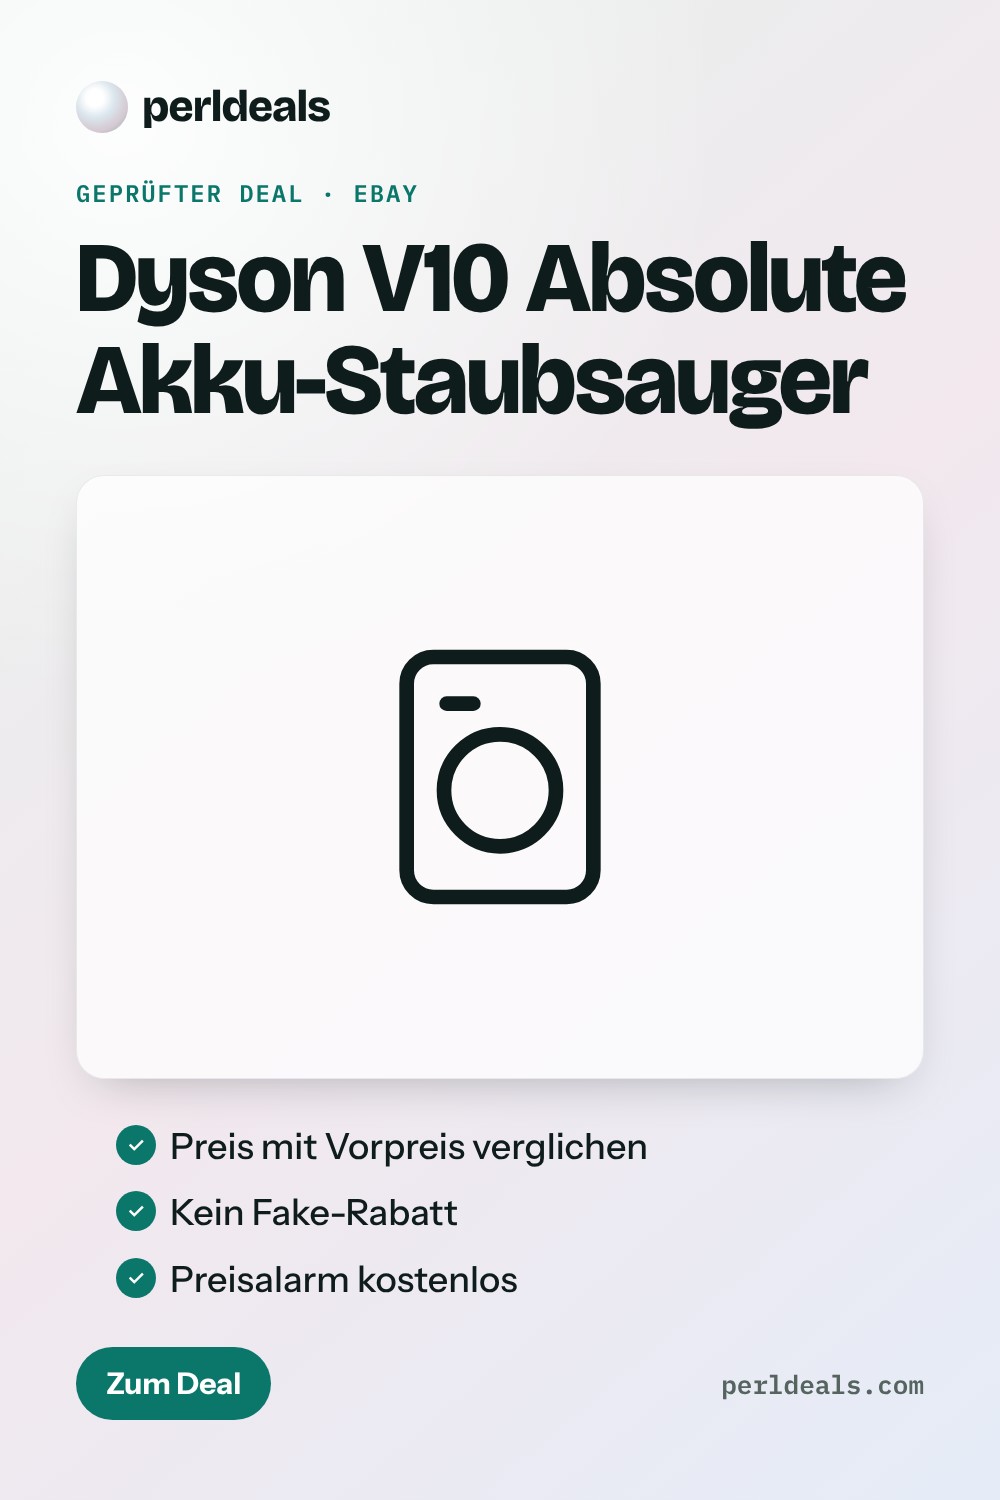 perldeals
GEPRÜFTER DEAL · EBAY
Dyson V10 Absolute
Akku-Staubsauger
Preis mit Vorpreis verglichen
Kein Fake-Rabatt
Preisalarm kostenlos
Zum Deal
perldeals.com